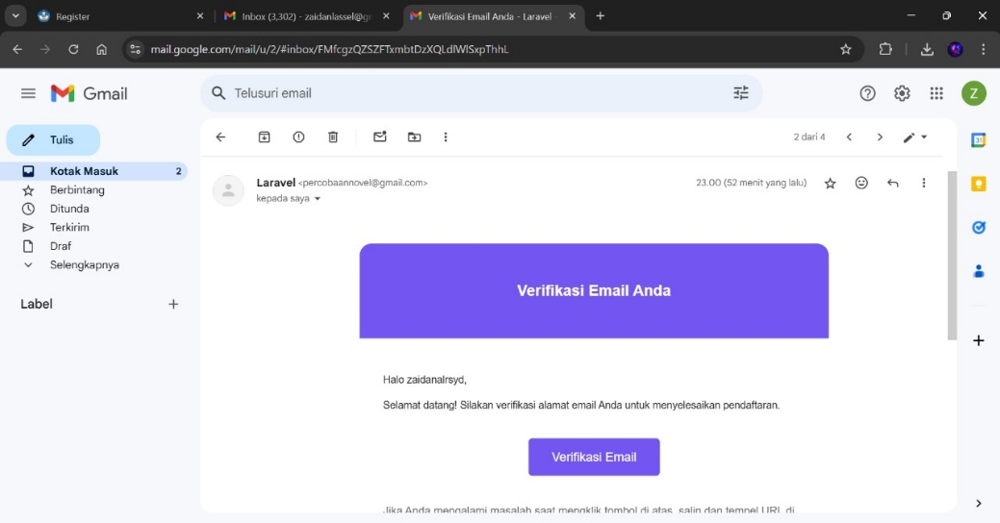 Register
Inbox (3,302) - zaidanlassel@gr
Verifikasi Email Anda - Laravel -
mail.google.com/mail/u/2/#inbox/FMfcgzQZSZFTxmbtDzXQLdlWlSxpThhL
Gmail
Telusuri email
Z
Tulis
2 dari 4
31
Kotak Masuk 2
Berbintang
Ditunda
Terkirim
Draf
Selengkapnya
Label
Laravel <percobaannovel@gmail.com>
23.00 (52 menit yang lalu)
kepada saya
Verifikasi Email Anda
Halo zaidanalrsyd,
Selamat datang! Silakan verifikasi alamat email Anda untuk menyelesaikan pendaftaran.
Verifikasi Email
Jika Anda mengalami masalah saat mengklik tombol di atas, salin dan tempel URL di